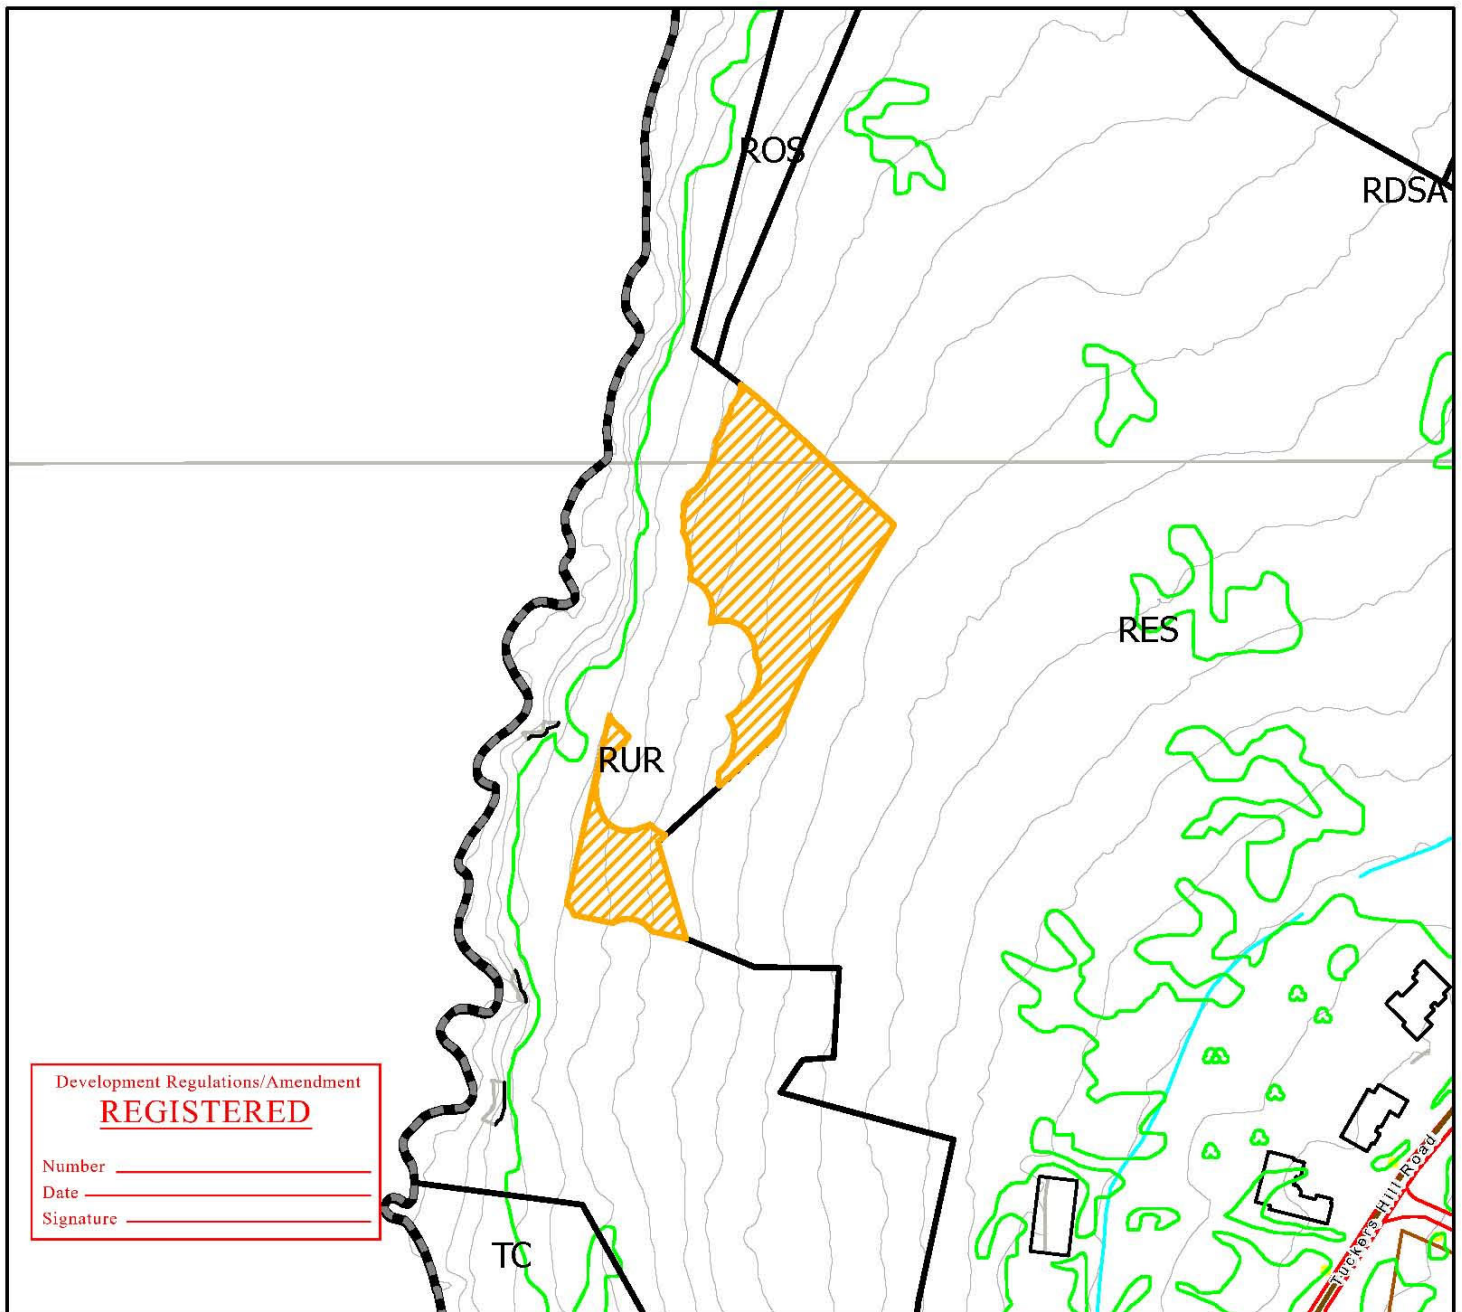 ROS
RDSA
RES
RUR
Development Regulations/Amendment
REGISTERED
Number
Date
Signature
TC
Tuckers Hill Road